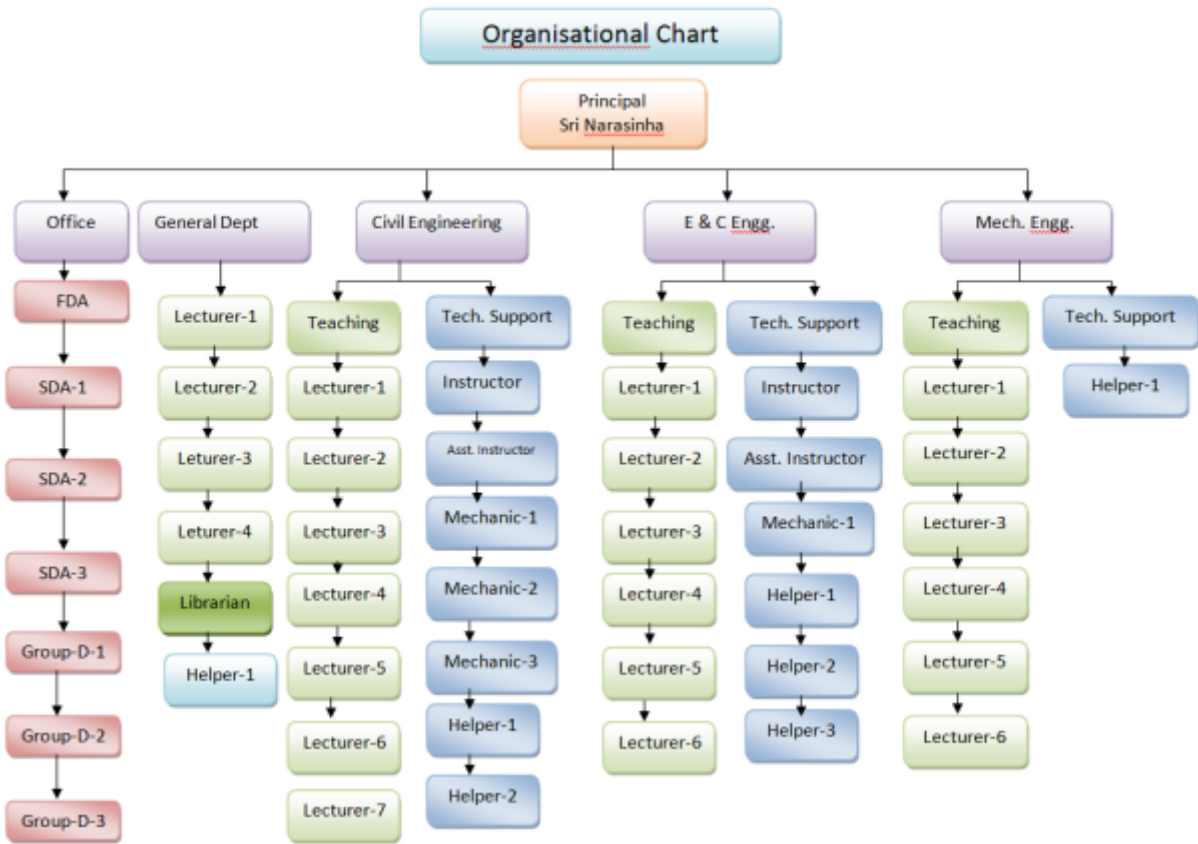 Organisational Chart
Principal
Sri Narasinha
Office
General Dept
Civil Engineering
E & C Engg.
Mech. Engg.
FDA
SDA-1
SDA-2
SDA-3
Group-D-1
Group-D-2
Group-D-3
Lecturer-1
Lecturer-2
Leturer-3
Leturer-4
Librarian
Helper-1
Teaching
Lecturer-1
Lecturer-2
Lecturer-3
Lecturer-4
Lecturer-5
Lecturer-6
Lecturer-7
Tech. Support
Instructor
Asst. Instructor
Mechanic-1
Mechanic-2
Mechanic-3
Helper-1
Helper-2
Teaching
Lecturer-1
Lecturer-2
Lecturer-3
Lecturer-4
Lecturer-5
Lecturer-6
Tech. Support
Instructor
Asst. Instructor
Mechanic-1
Helper-1
Helper-2
Helper-3
Teaching
Lecturer-1
Lecturer-2
Lecturer-3
Lecturer-4
Lecturer-5
Lecturer-6
Tech. Support
Helper-1